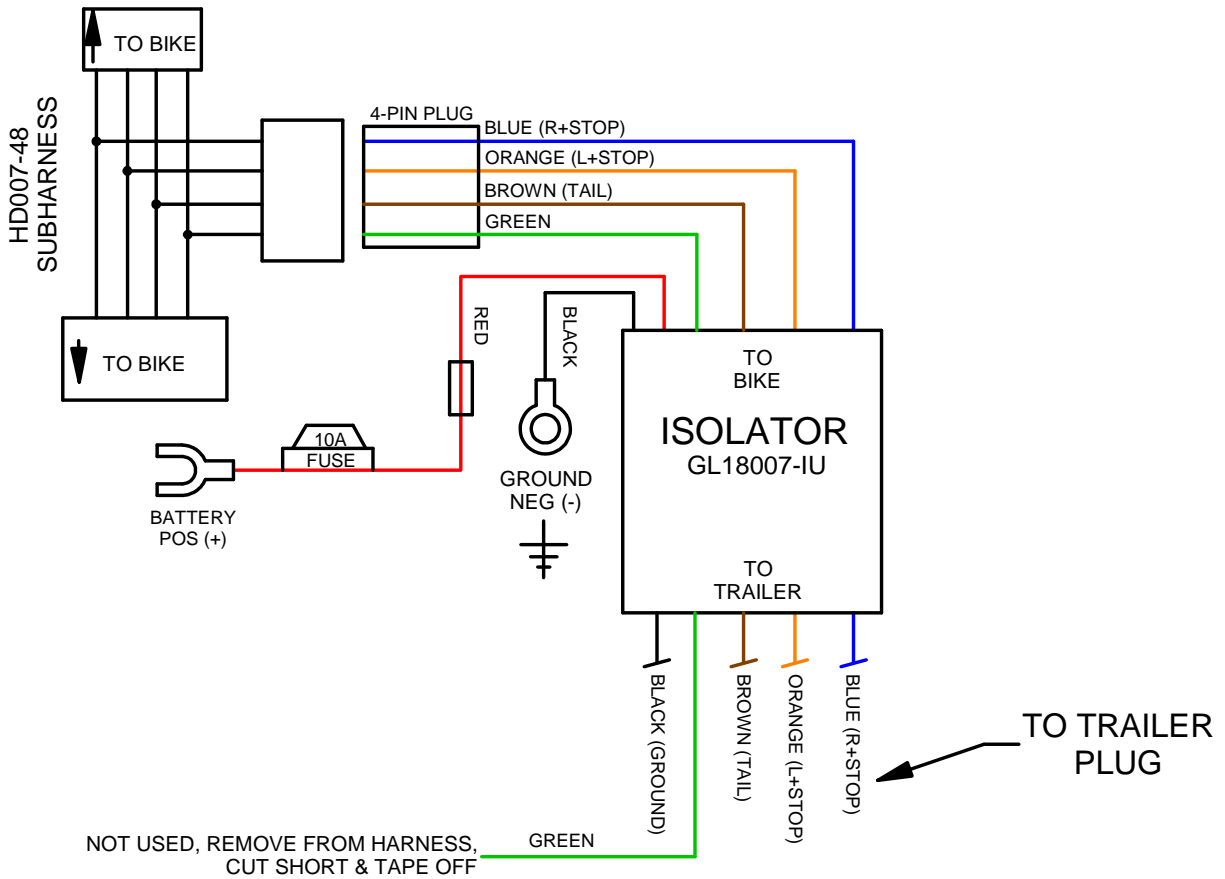 TO BIKE
HD007-48
SUBHARNESS
4-PIN PLUG
BLUE (R+STOP)
ORANGE (L+STOP)
BROWN (TAIL)
GREEN
TO BIKE
RED
BLACK
10A
FUSE
BATTERY
POS (+)
GROUND
NEG (-)
TO
BIKE
ISOLATOR
GL18007-IU
TO
TRAILER
BLACK (GROUND)
BROWN (TAIL)
ORANGE (L+STOP)
BLUE (R+STOP)
TO TRAILER
PLUG
GREEN
NOT USED, REMOVE FROM HARNESS,
CUT SHORT & TAPE OFF